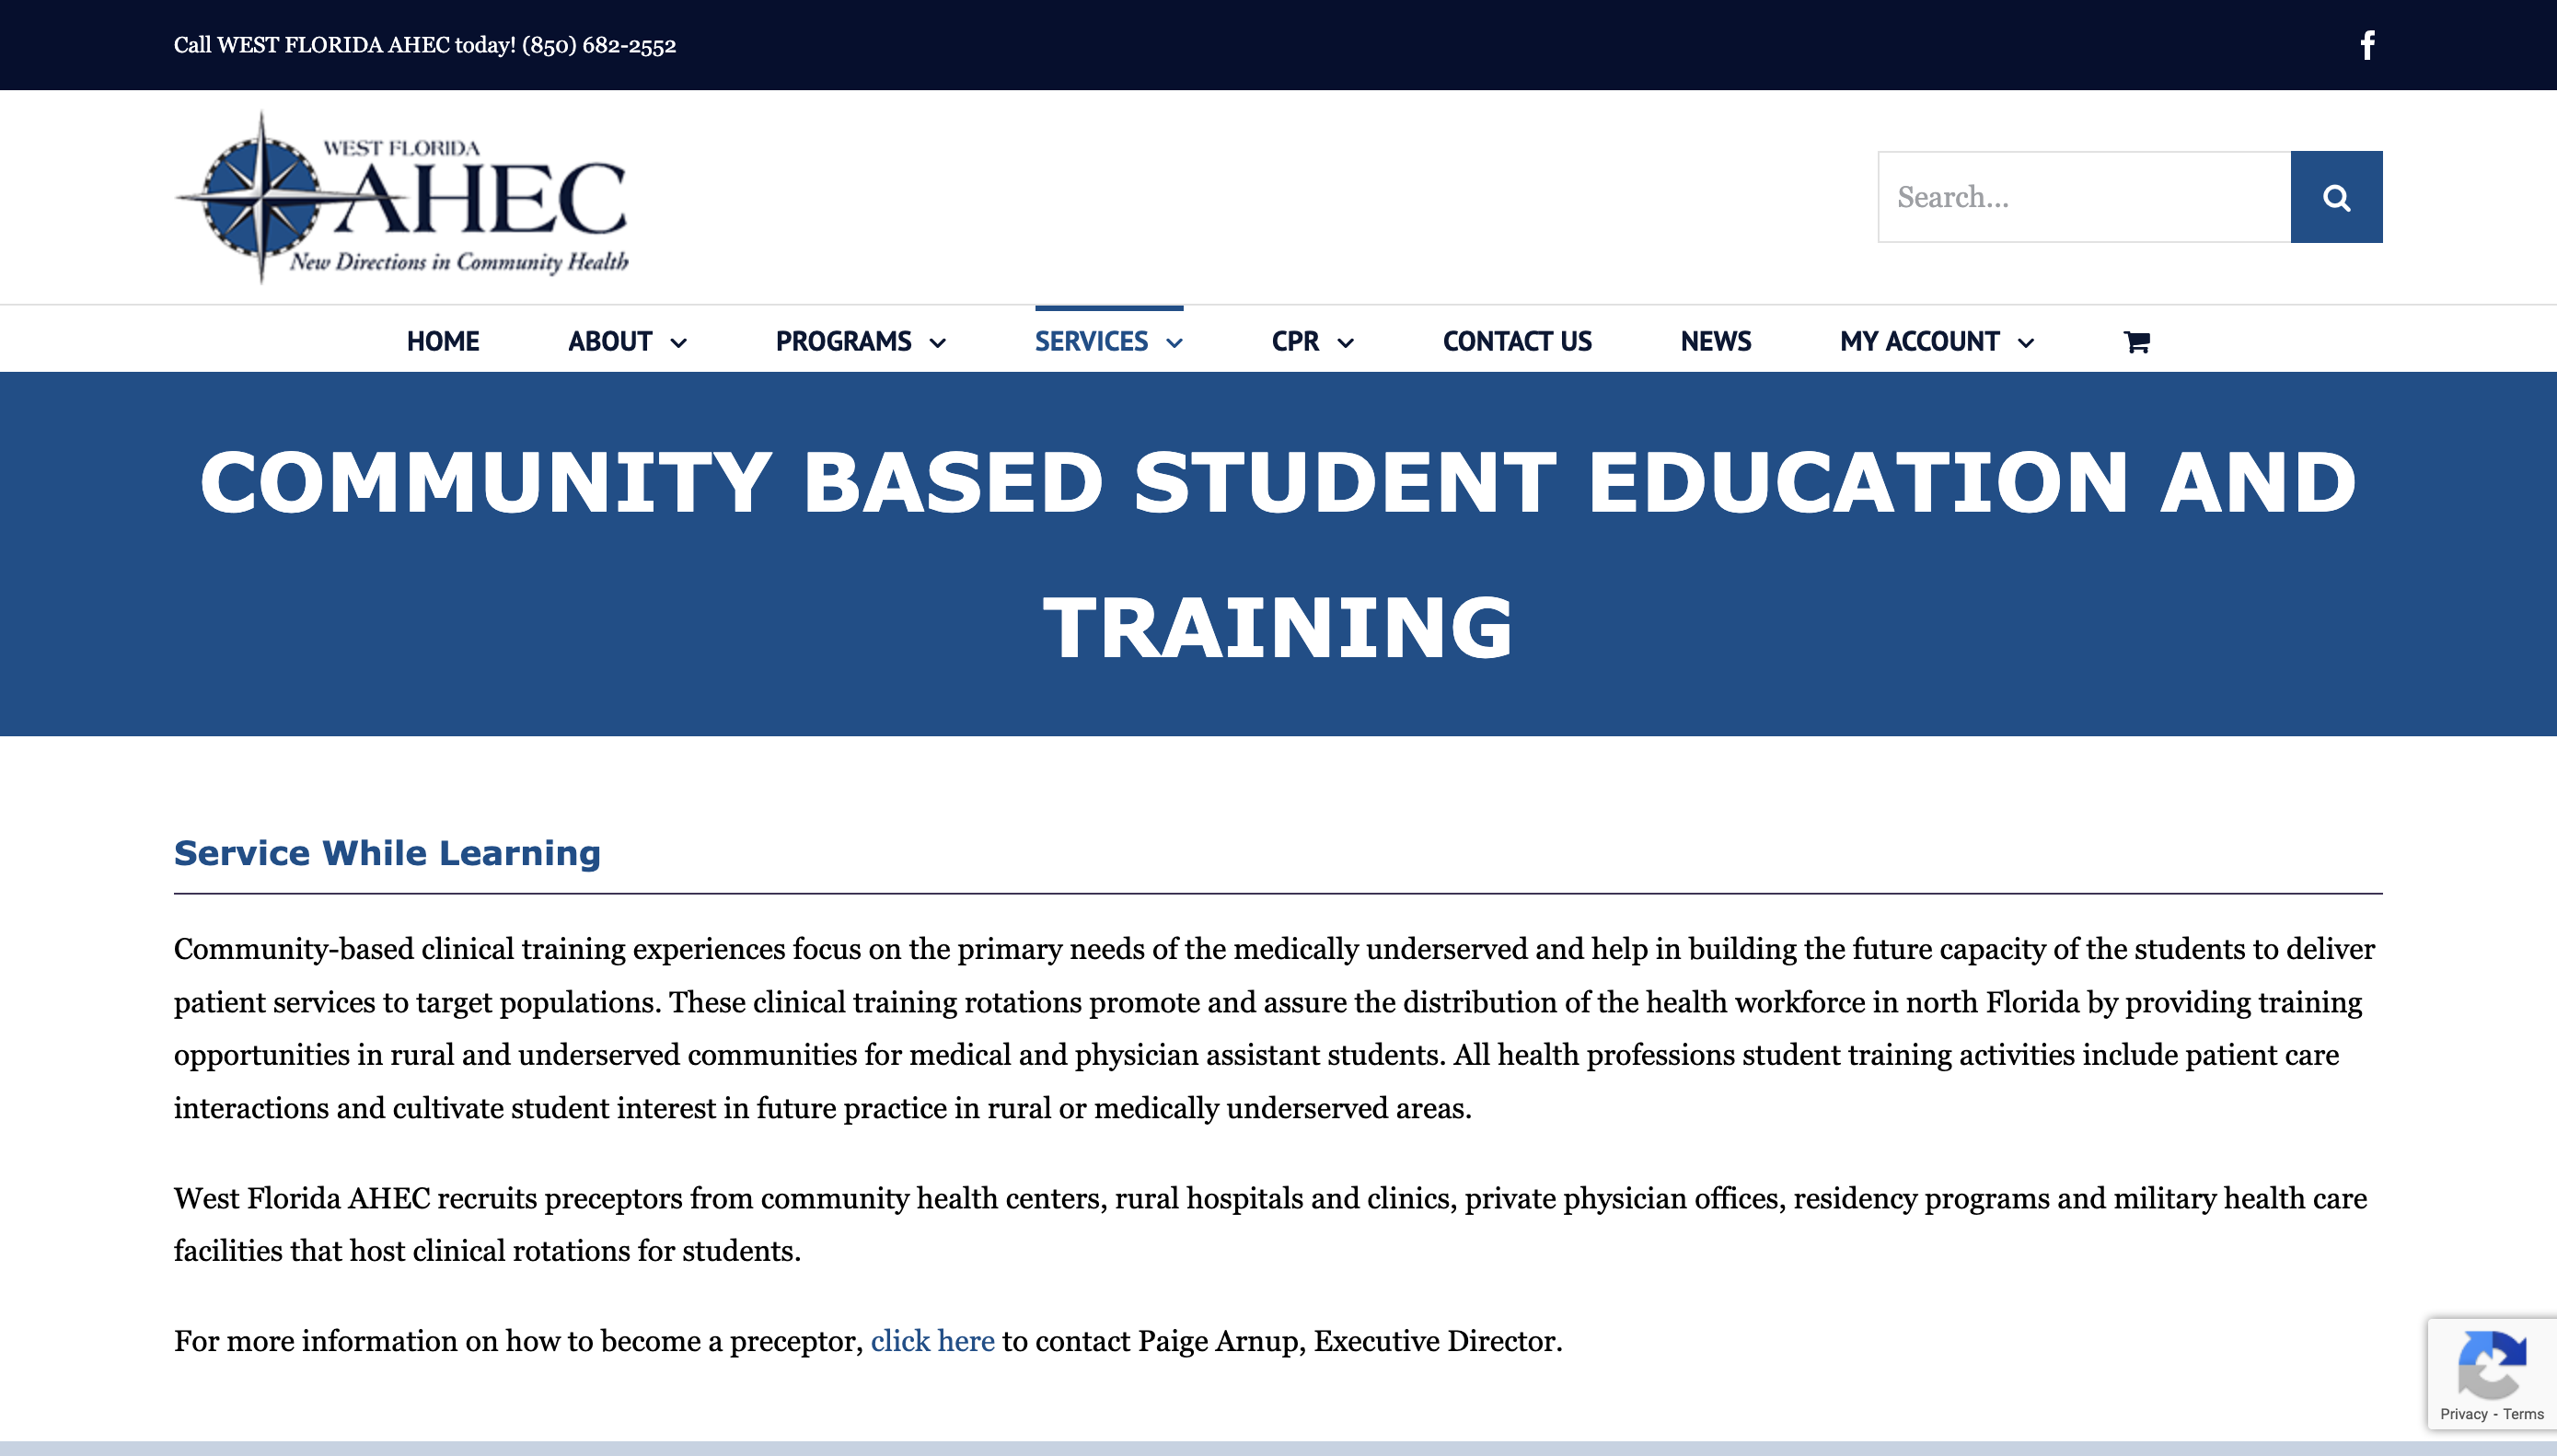 Call WEST FLORIDA AHEC today! (850) 682-2552
WEST FLORIDA
AHEC
New Directions in Community Health
Search...
HOME ABOUT PROGRAMS SERVICES CPR CONTACT US NEWS MY ACCOUNT
COMMUNITY BASED STUDENT EDUCATION AND
TRAINING
Service While Learning
Community-based clinical training experiences focus on the primary needs of the medically underserved and help in building the future capacity of the students to deliver
patient services to target populations. These clinical training rotations promote and assure the distribution of the health workforce in north Florida by providing training
opportunities in rural and underserved communities for medical and physician assistant students. All health professions student training activities include patient care
interactions and cultivate student interest in future practice in rural or medically underserved areas.
West Florida AHEC recruits preceptors from community health centers, rural hospitals and clinics, private physician offices, residency programs and military health care
facilities that host clinical rotations for students.
For more information on how to become a preceptor, click here to contact Paige Arnup, Executive Director.
Privacy - Terms